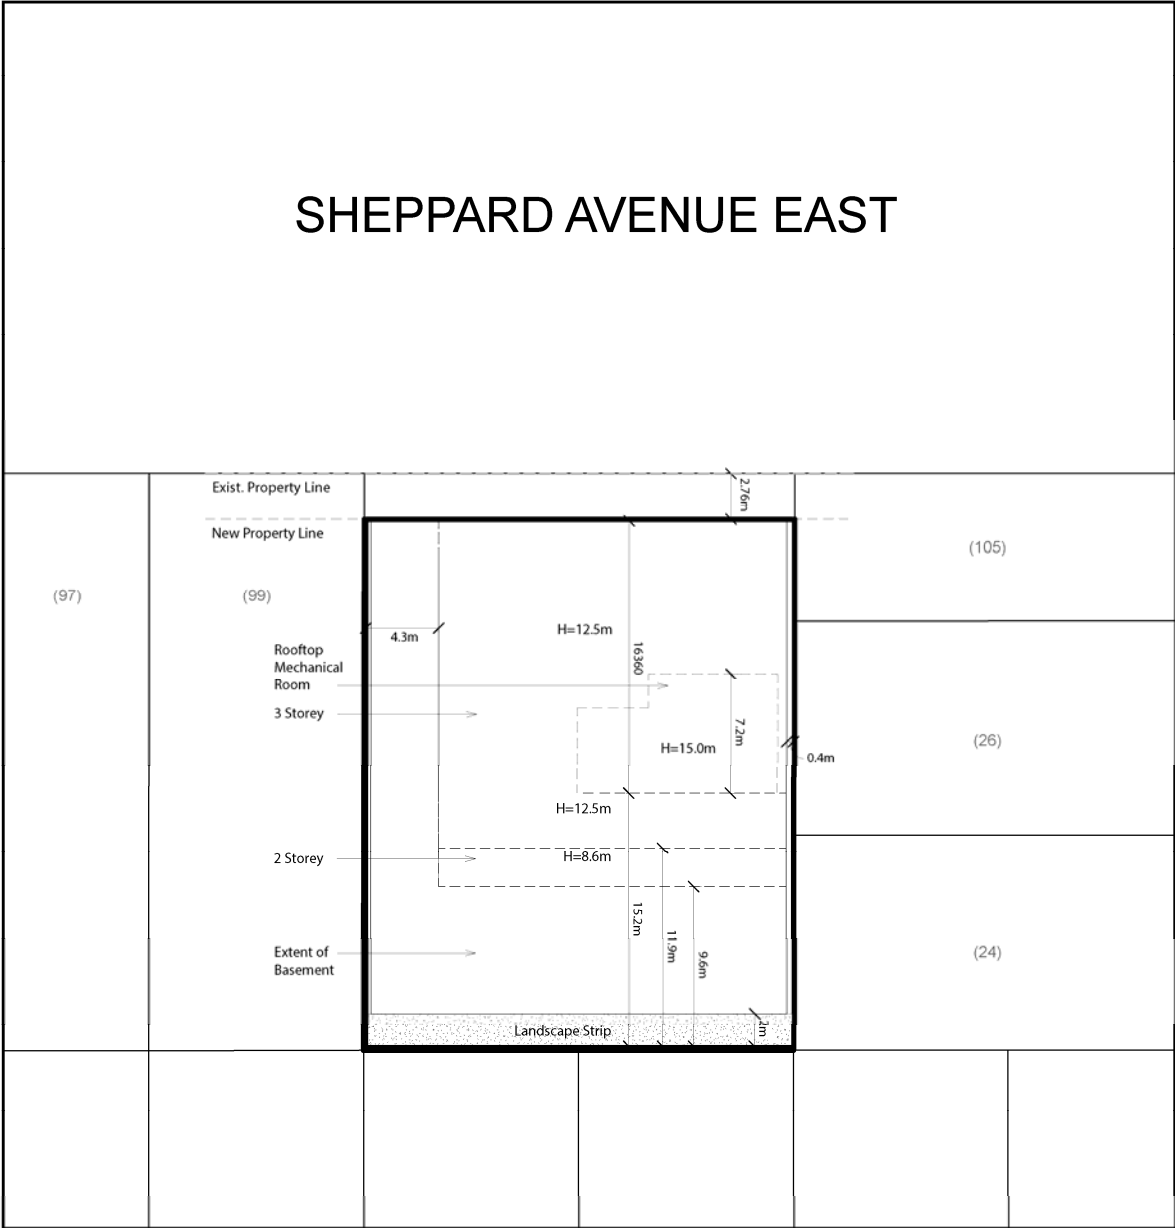 SHEPPARD AVENUE EAST
Exist. Property Line
2.76m
New Property Line
(105)
(97)
(99)
H=12.5m
4.3m
16360
Rooftop
Mechanical
Room
3 Storey
7.2m
H=15.0m
(26)
0.4m
H=12.5m
2 Storey
H=8.6m
15.2m
11.9m
9.6m
Extent of
Basement
(24)
Landscape Strip
2m